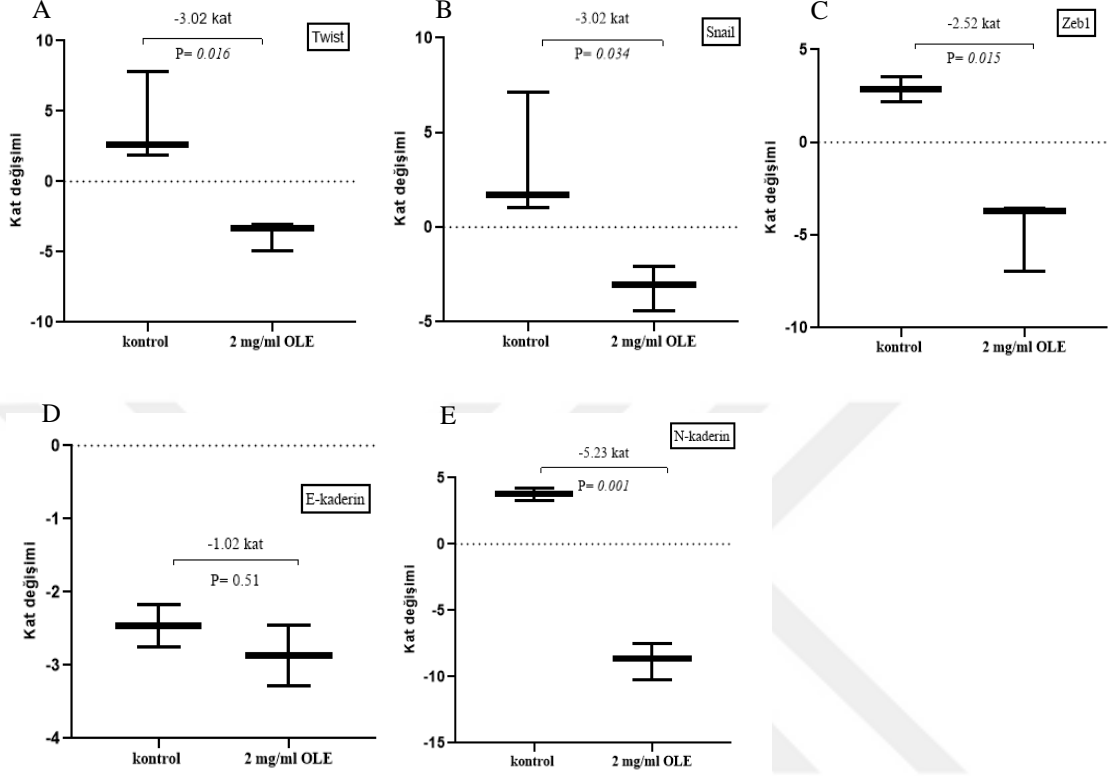 A
-3.02 kat
Twist
P= 0.016
10
5
0
-5
-10
Kat değişimi
kontrol
2 mg/ml OLE
B
-3.02 kat
Snail
P= 0.034
10
5
0
-5
Kat değişimi
kontrol
2 mg/ml OLE
C
-2.52 kat
Zeb1
P= 0.015
5
0
-5
-10
Kat değişimi
kontrol
2 mg/ml OLE
D
0
-1
-2
-3
-4
Kat değişimi
E-kaderin
-1.02 kat
P= 0.51
kontrol
2 mg/ml OLE
E
N-kaderin
-5.23 kat
P= 0.001
5
0
-5
-10
-15
Kat değişimi
kontrol
2 mg/ml OLE